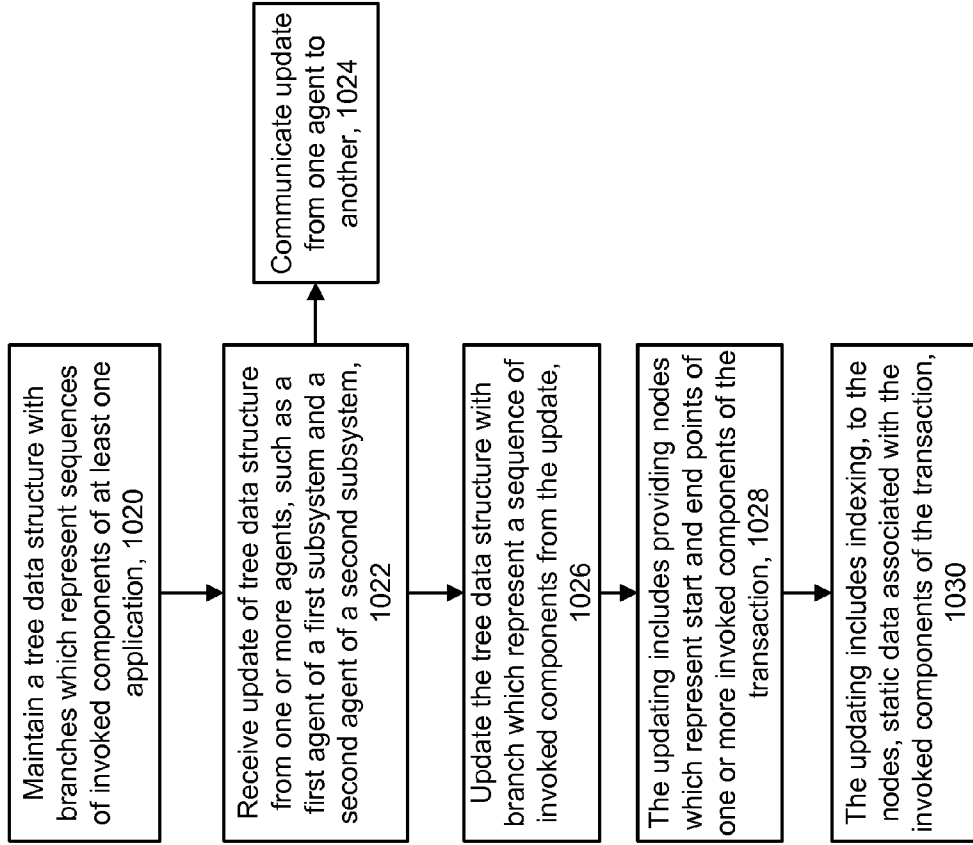 Maintain a tree data structure with
branches which represent sequences
of invoked components of at least one
application, 1020
Receive update of tree data structure
from one or more agents, such as a
first agent of a first subsystem and a
second agent of a second subsystem,
1022
Communicate update
from one agent to
another, 1024
Update the tree data structure with
branch which represent a sequence of
invoked components from the update,
1026
The updating includes providing nodes
which represent start and end points of
one or more invoked components of the
transaction, 1028
The updating includes indexing, to the
nodes, static data associated with the
invoked components of the transaction,
1030